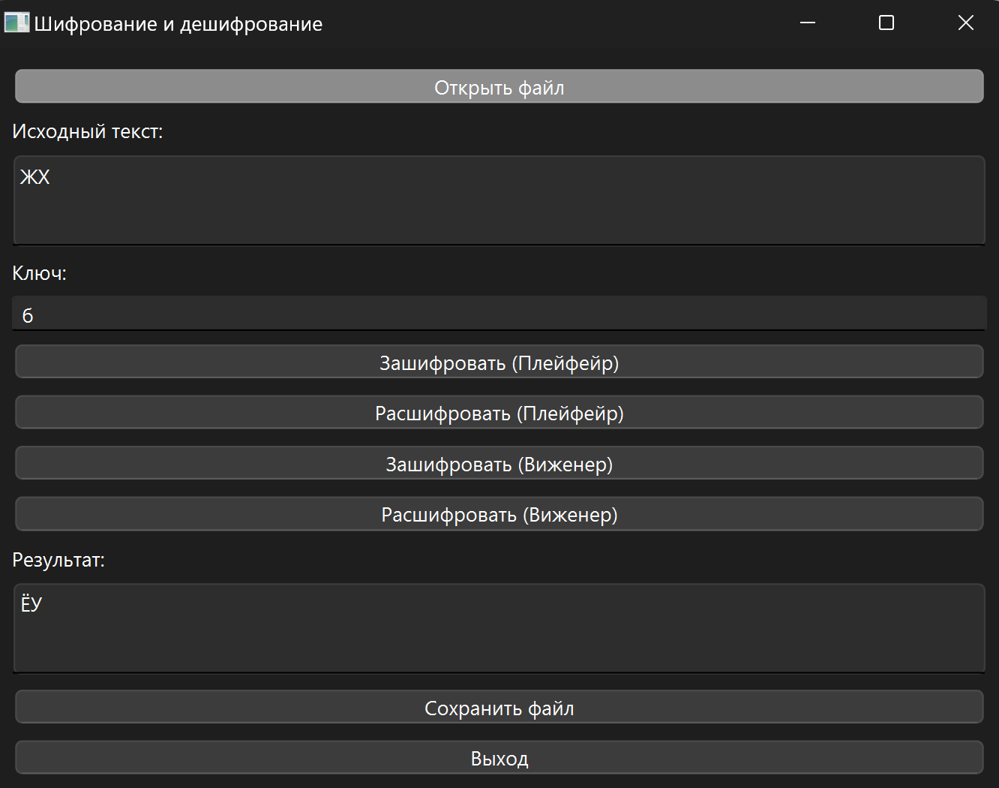 Шифрование и дешифрование
Открыть файл
Исходный текст:
ЖХ
Ключ:
б
Зашифровать (Плейфейр)
Расшифровать (Плейфейр)
Зашифровать (Виженер)
Расшифровать (Виженер)
Результат:
ЁУ
Сохранить файл
Выход